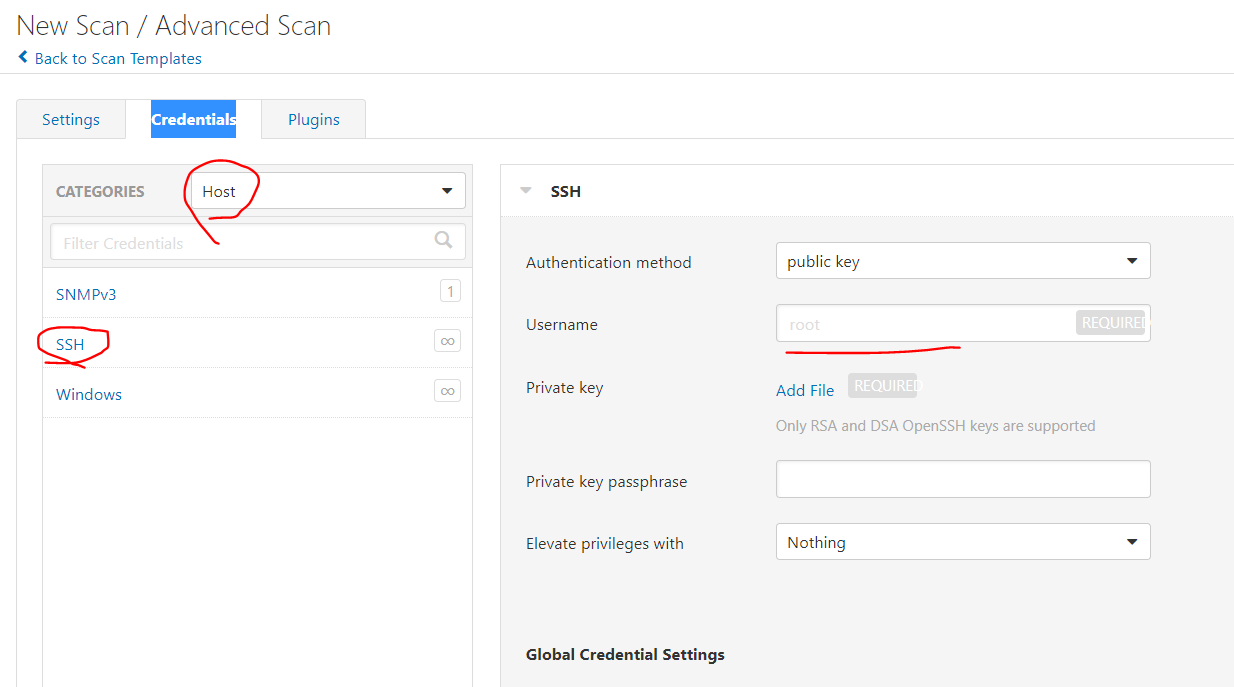 New Scan / Advanced Scan
Back to Scan Templates
Settings
Credentials
Plugins
CATEGORIES
Host
Filter Credentials
SNMPv3
1
SSH
∞
Windows
∞
SSH
Authentication method
public key
Username
root
REQUIRED
Private key
Add File
REQUIRED
Only RSA and DSA OpenSSH keys are supported
Private key passphrase
Elevate privileges with
Nothing
Global Credential Settings